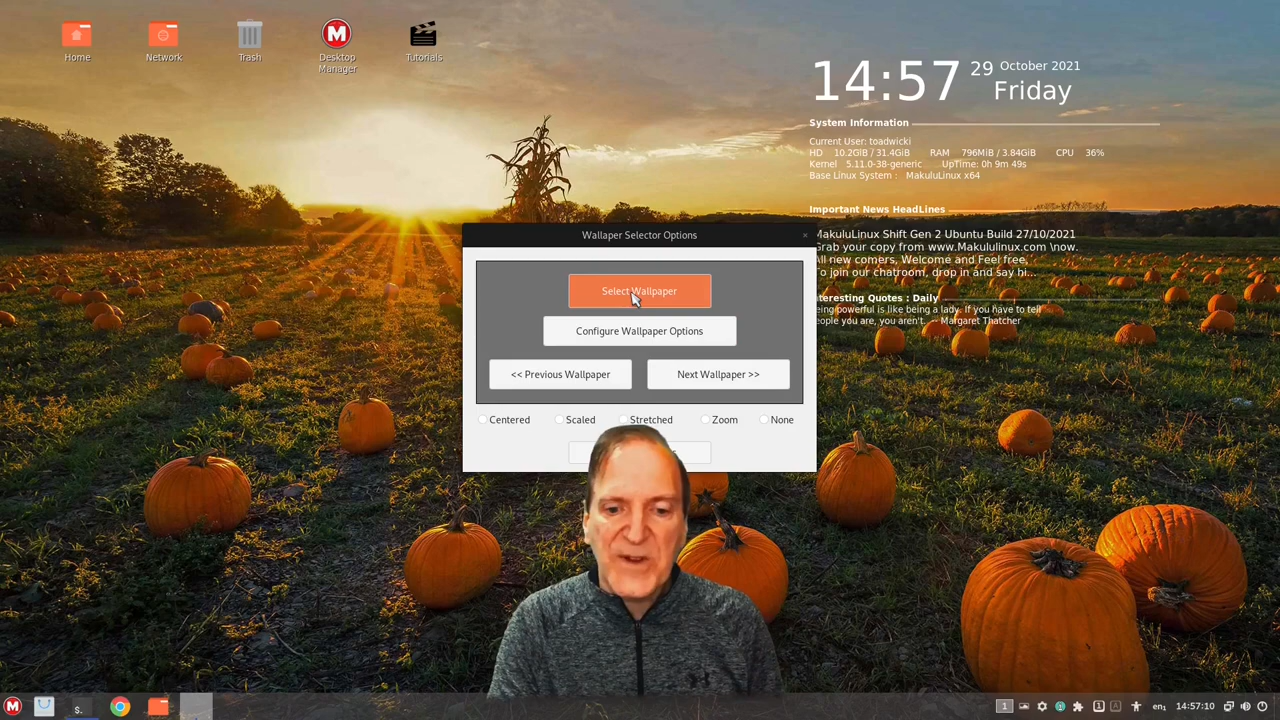 Home
Network
Trash
Desktop
Manager
Tutorials
14:57 29 October 2021
Friday
System Information
Current User: toadwicki
HD 10.2GiB / 31.4GiB RAM 796MiB / 3.84GiB CPU 36%
Kernel 5.11.0-38-generic UpTime: 0h 9m 49s
Base Linux System : MakuluLinux x64
Important News HeadLines
MakuluLinux Shift Gen 2 Ubuntu Build 27/10/2021
Grab your copy from www.Makululinux.com \now.
All new comers, Welcome and Feel free,
To join our chatroom, drop in and say hi...
Interesting Quotes : Daily
Being powerful is like being a lady. If you have to tell
people you are, you aren't. -- Margaret Thatcher
Wallaper Selector Options
×
Select Wallpaper
Configure Wallpaper Options
<< Previous Wallpaper
Next Wallpaper >>
Centered
Scaled
Stretched
Zoom
None
M
S.
1
1
A
en1
14:57:10